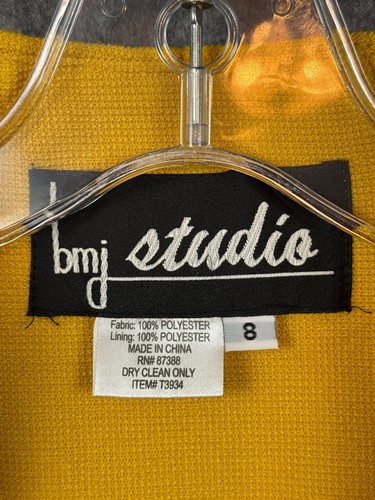 bmj studio
Fabric: 100% POLYESTER
Lining: 100% POLYESTER
MADE IN CHINA
RN# 87388
DRY CLEAN ONLY
ITEM# T3934
8